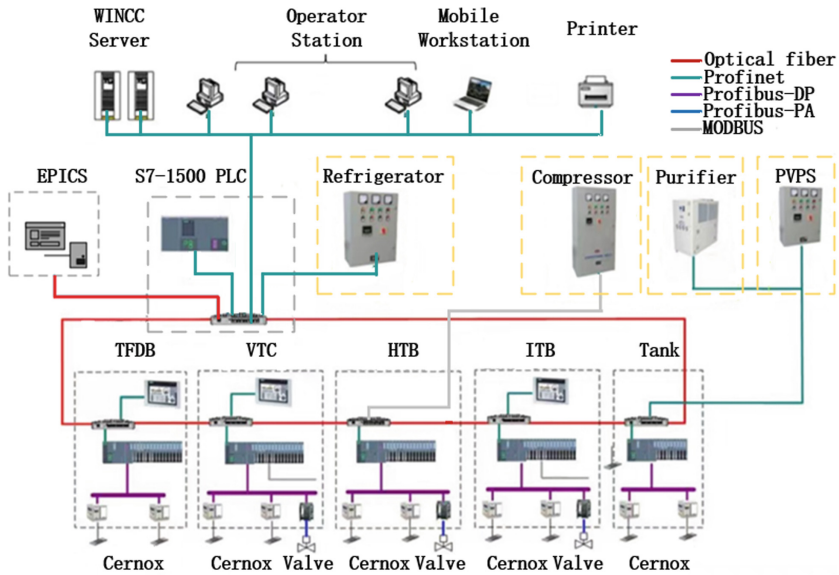 WINCC
Server
Operator
Station
Mobile
Workstation
Printer
Optical fiber
Profinet
Profibus-DP
Profibus-PA
MODBUS
EPICS
S7-1500 PLC
Refrigerator
Compressor
Purifier
PVPS
TFDB
VTC
HTB
ITB
Tank
Cernox
Cernox Valve
Cernox Valve
Cernox Valve
Cernox